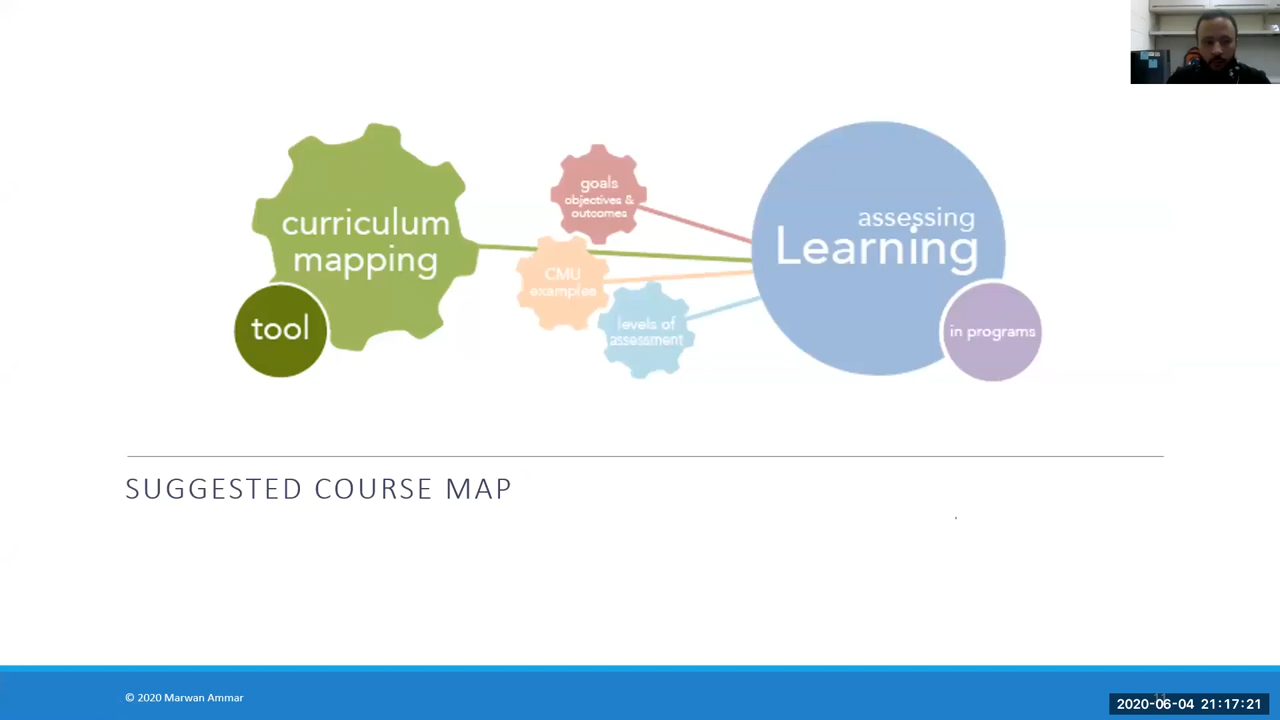 curriculum
mapping
tool
goals
objectives &
outcomes
CMU
examples
levels of
assessment
assessing
Learning
in programs
SUGGESTED COURSE MAP
© 2020 Marwan Ammar
11
2020-06-04 21:17:21